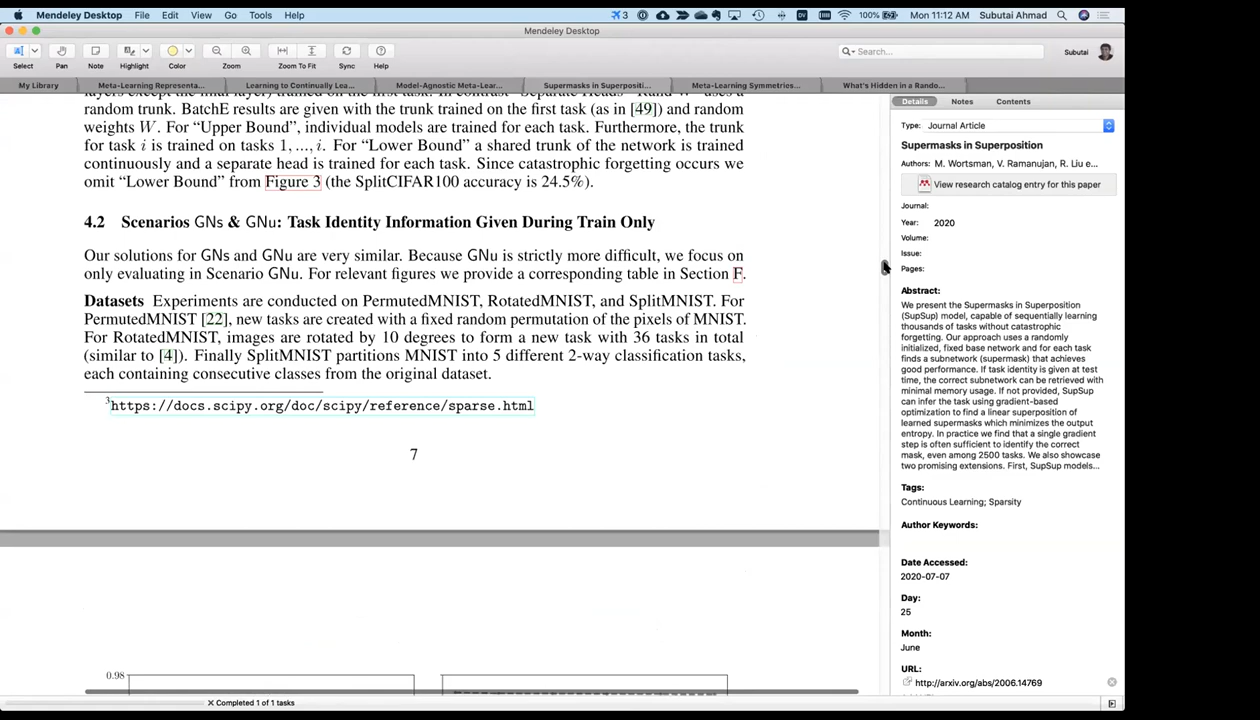 Mendeley Desktop File Edit View Go Tools Help 3 100% Mon 11:12 AM Subutai Ahmad
Mendeley Desktop
Select Pan Note Highlight Color Zoom Zoom To Fit Sync Help
Search...
Subutai
My Library Meta-Learning Representa... Learning to Continually Lea... Model-Agnostic Meta-Lear... Supermasks in Superpositi... Meta-Learning Symmetries... What's Hidden in a Rando...
random trunk. BatchE results are given with the trunk trained on the first task (as in [49]) and random
weights W. For “Upper Bound”, individual models are trained for each task. Furthermore, the trunk
for task i is trained on tasks 1, ..., i. For “Lower Bound” a shared trunk of the network is trained
continuously and a separate head is trained for each task. Since catastrophic forgetting occurs we
omit “Lower Bound” from Figure 3 (the SplitCIFAR100 accuracy is 24.5%).
4.2 Scenarios GNs & GNu: Task Identity Information Given During Train Only
Our solutions for GNs and GNu are very similar. Because GNu is strictly more difficult, we focus on
only evaluating in Scenario GNu. For relevant figures we provide a corresponding table in Section F.
Datasets Experiments are conducted on PermutedMNIST, RotatedMNIST, and SplitMNIST. For
PermutedMNIST [22], new tasks are created with a fixed random permutation of the pixels of MNIST.
For RotatedMNIST, images are rotated by 10 degrees to form a new task with 36 tasks in total
(similar to [4]). Finally SplitMNIST partitions MNIST into 5 different 2-way classification tasks,
each containing consecutive classes from the original dataset.
3https://docs.scipy.org/doc/scipy/reference/sparse.html
7
0.98
Details Notes Contents
Type: Journal Article
Supermasks in Superposition
Authors: M. Wortsman, V. Ramanujan, R. Liu e...
View research catalog entry for this paper
Journal:
Year: 2020
Volume:
Issue:
Pages:
Abstract:
We present the Supermasks in Superposition
(SupSup) model, capable of sequentially learning
thousands of tasks without catastrophic
forgetting. Our approach uses a randomly
initialized, fixed base network and for each task
finds a subnetwork (supermask) that achieves
good performance. If task identity is given at test
time, the correct subnetwork can be retrieved with
minimal memory usage. If not provided, SupSup
can infer the task using gradient-based
optimization to find a linear superposition of
learned supermasks which minimizes the output
entropy. In practice we find that a single gradient
step is often sufficient to identify the correct
mask, even among 2500 tasks. We also showcase
two promising extensions. First, SupSup models...
Tags:
Continuous Learning; Sparsity
Author Keywords:
Date Accessed:
2020-07-07
Day:
25
Month:
June
URL:
http://arxiv.org/abs/2006.14769
Completed 1 of 1 tasks